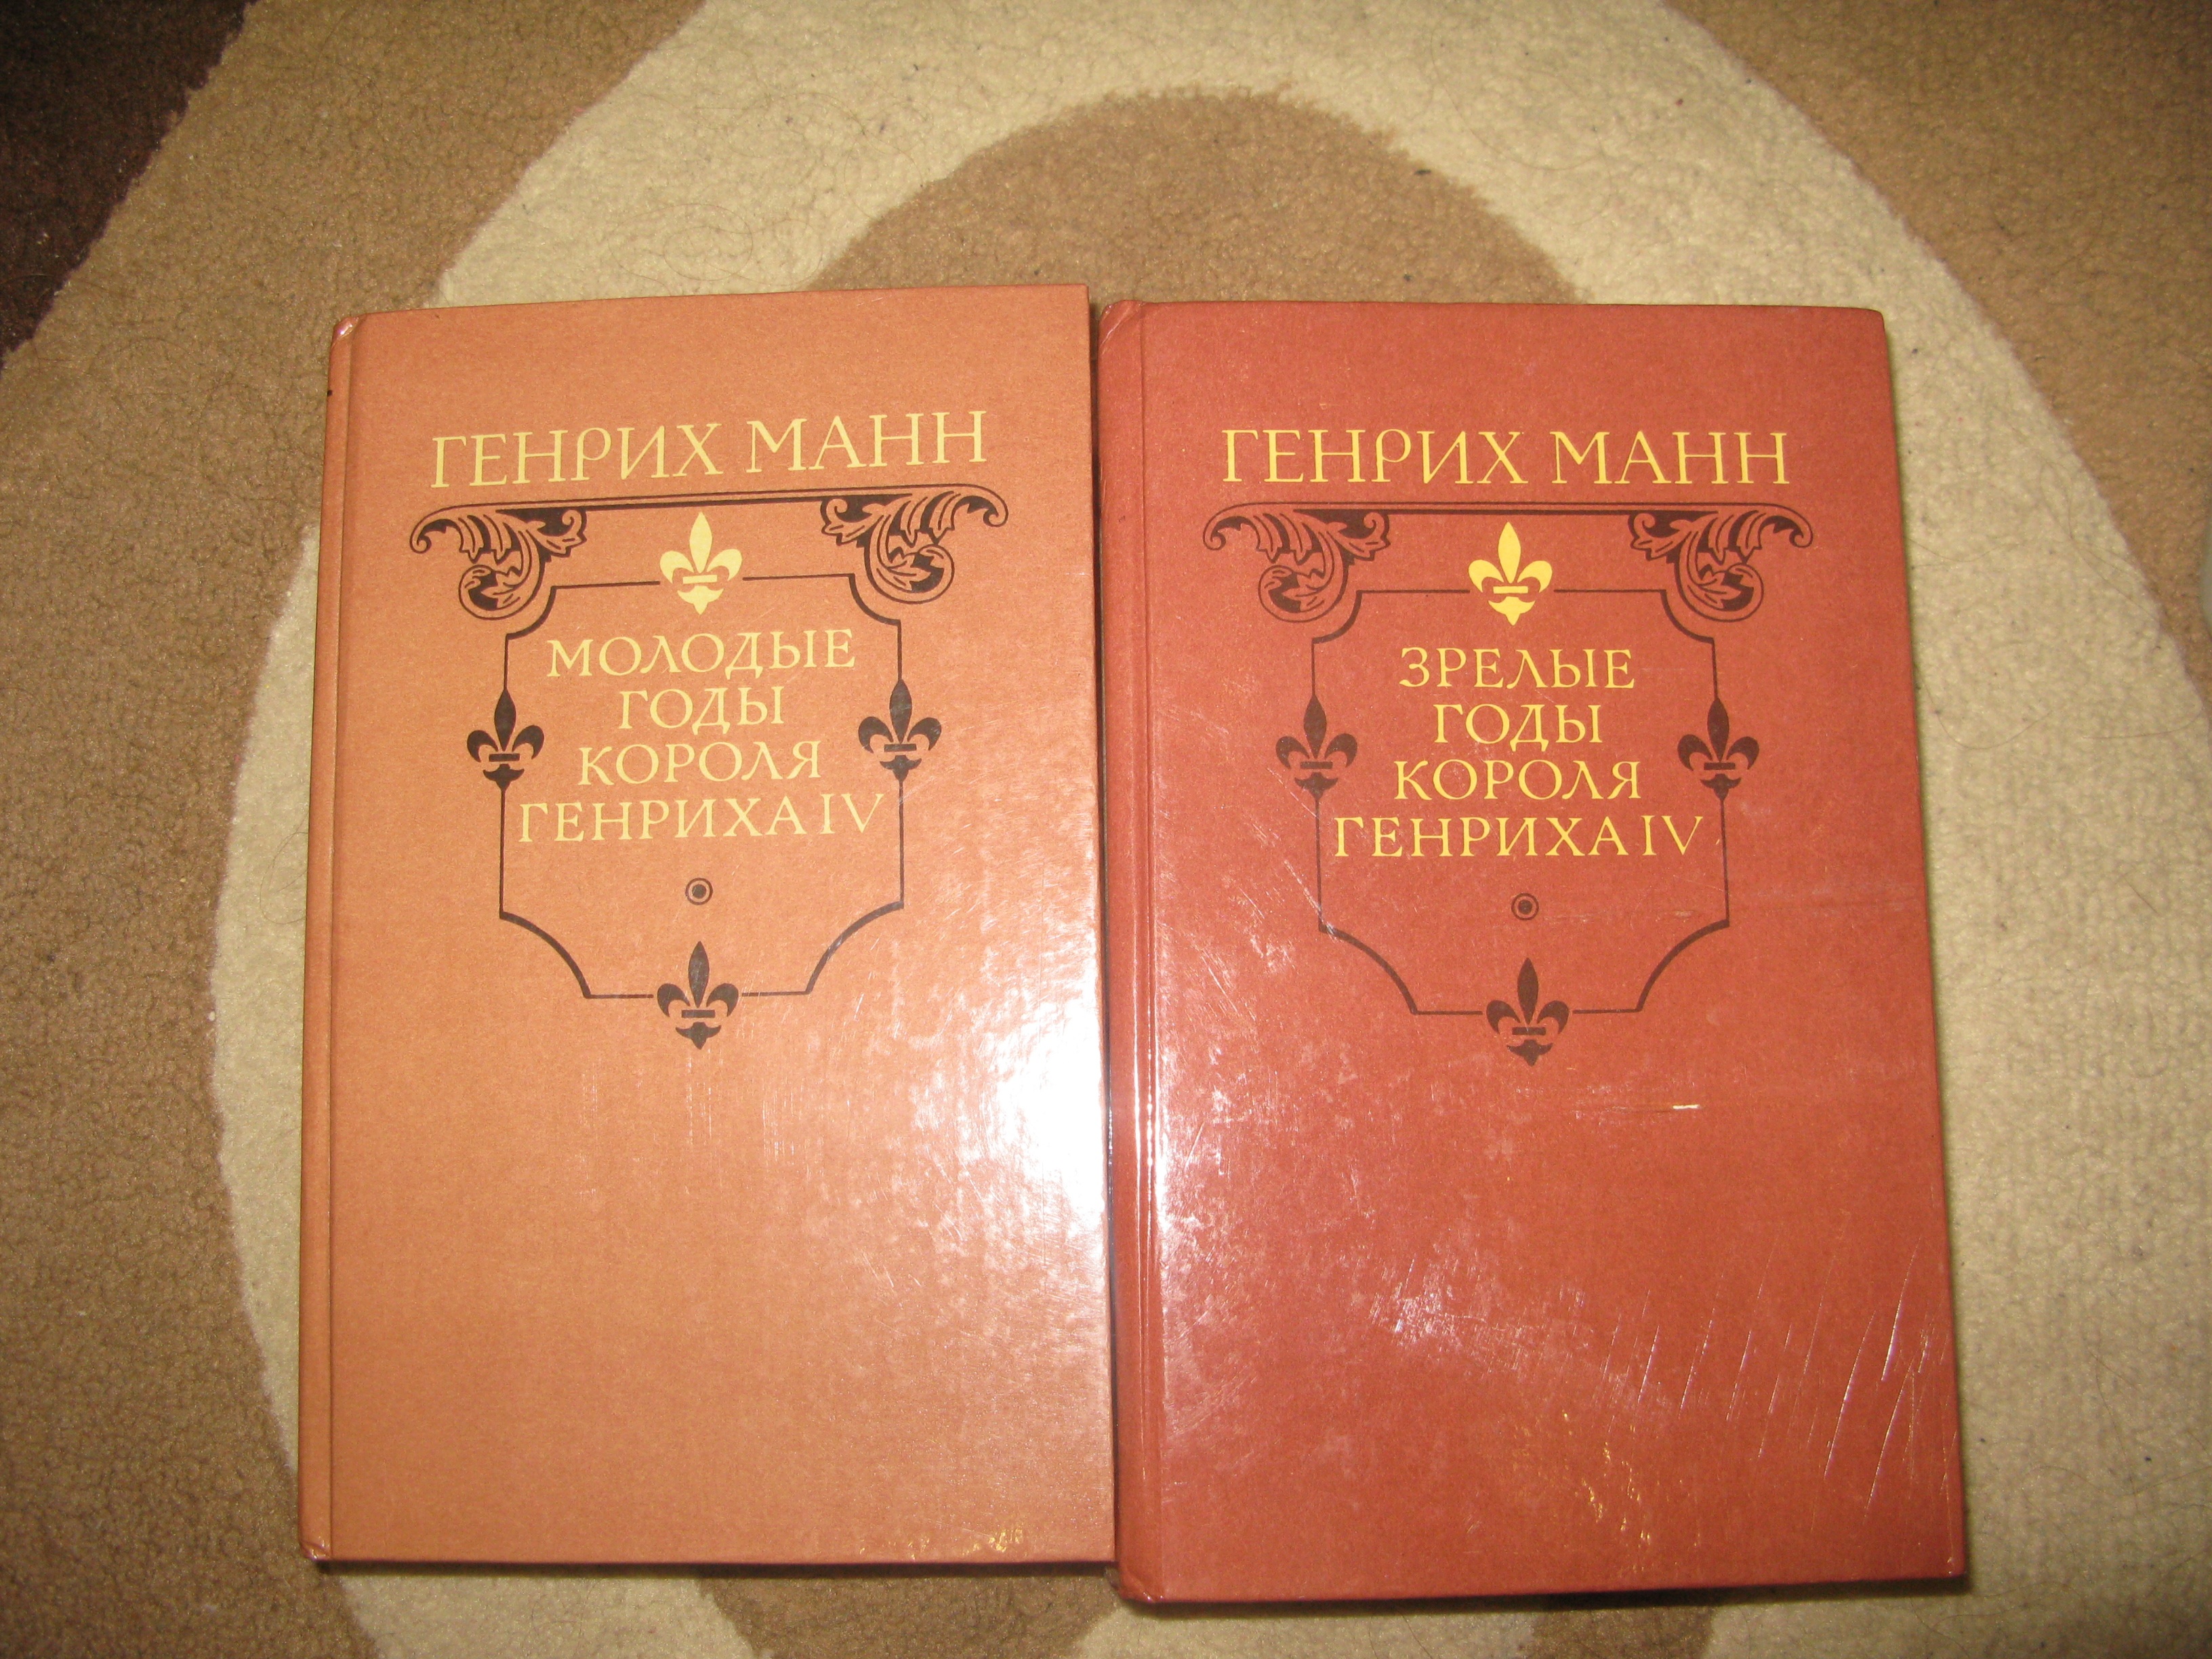 ГЕНРИХ МАНН
МОЛОДЫЕ
ГОДЫ
КОРОЛЯ
ГЕНРИХА IV
ГЕНРИХ МАНН
ЗРЕЛЫЕ
ГОДЫ
КОРОЛЯ
ГЕНРИХА IV